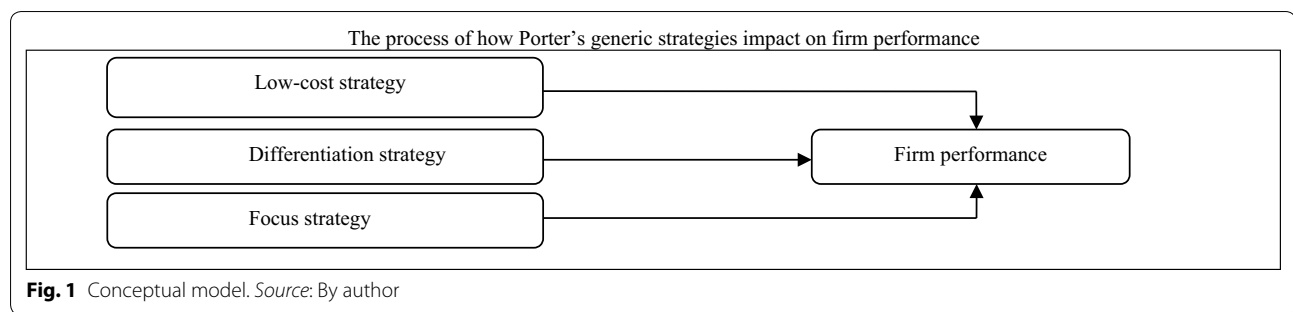 The process of how Porter's generic strategies impact on firm performance
Low-cost strategy
Differentiation strategy
Firm performance
Focus strategy
Fig. 1 Conceptual model. Source: By author